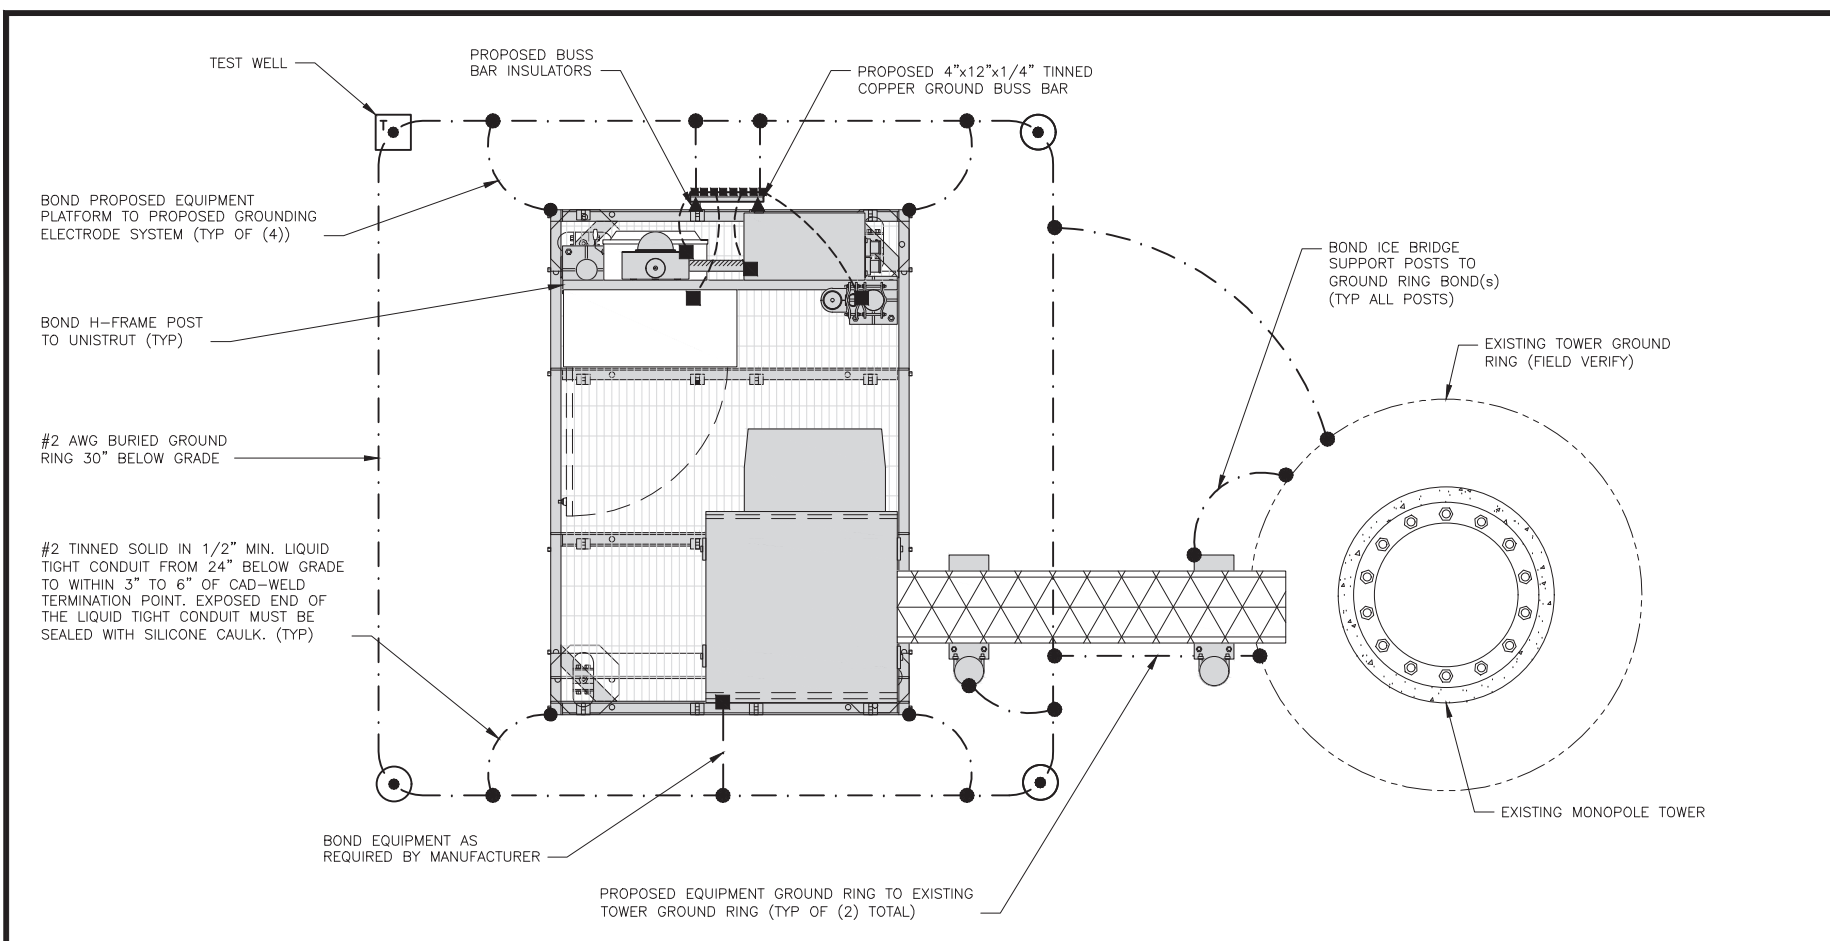 TEST WELL
PROPOSED BUSS
BAR INSULATORS
PROPOSED 4"x12"x1/4" TINNED
COPPER GROUND BUSS BAR
T
BOND PROPOSED EQUIPMENT
PLATFORM TO PROPOSED GROUNDING
ELECTRODE SYSTEM (TYP OF (4))
BOND ICE BRIDGE
SUPPORT POSTS TO
GROUND RING BOND(s)
(TYP ALL POSTS)
BOND H-FRAME POST
TO UNISTRUT (TYP)
EXISTING TOWER GROUND
RING (FIELD VERIFY)
#2 AWG BURIED GROUND
RING 30" BELOW GRADE
#2 TINNED SOLID IN 1/2" MIN. LIQUID
TIGHT CONDUIT FROM 24" BELOW GRADE
TO WITHIN 3" TO 6" OF CAD-WELD
TERMINATION POINT. EXPOSED END OF
THE LIQUID TIGHT CONDUIT MUST BE
SEALED WITH SILICONE CAULK. (TYP)
EXISTING MONOPOLE TOWER
BOND EQUIPMENT AS
REQUIRED BY MANUFACTURER
PROPOSED EQUIPMENT GROUND RING TO EXISTING
TOWER GROUND RING (TYP OF (2) TOTAL)